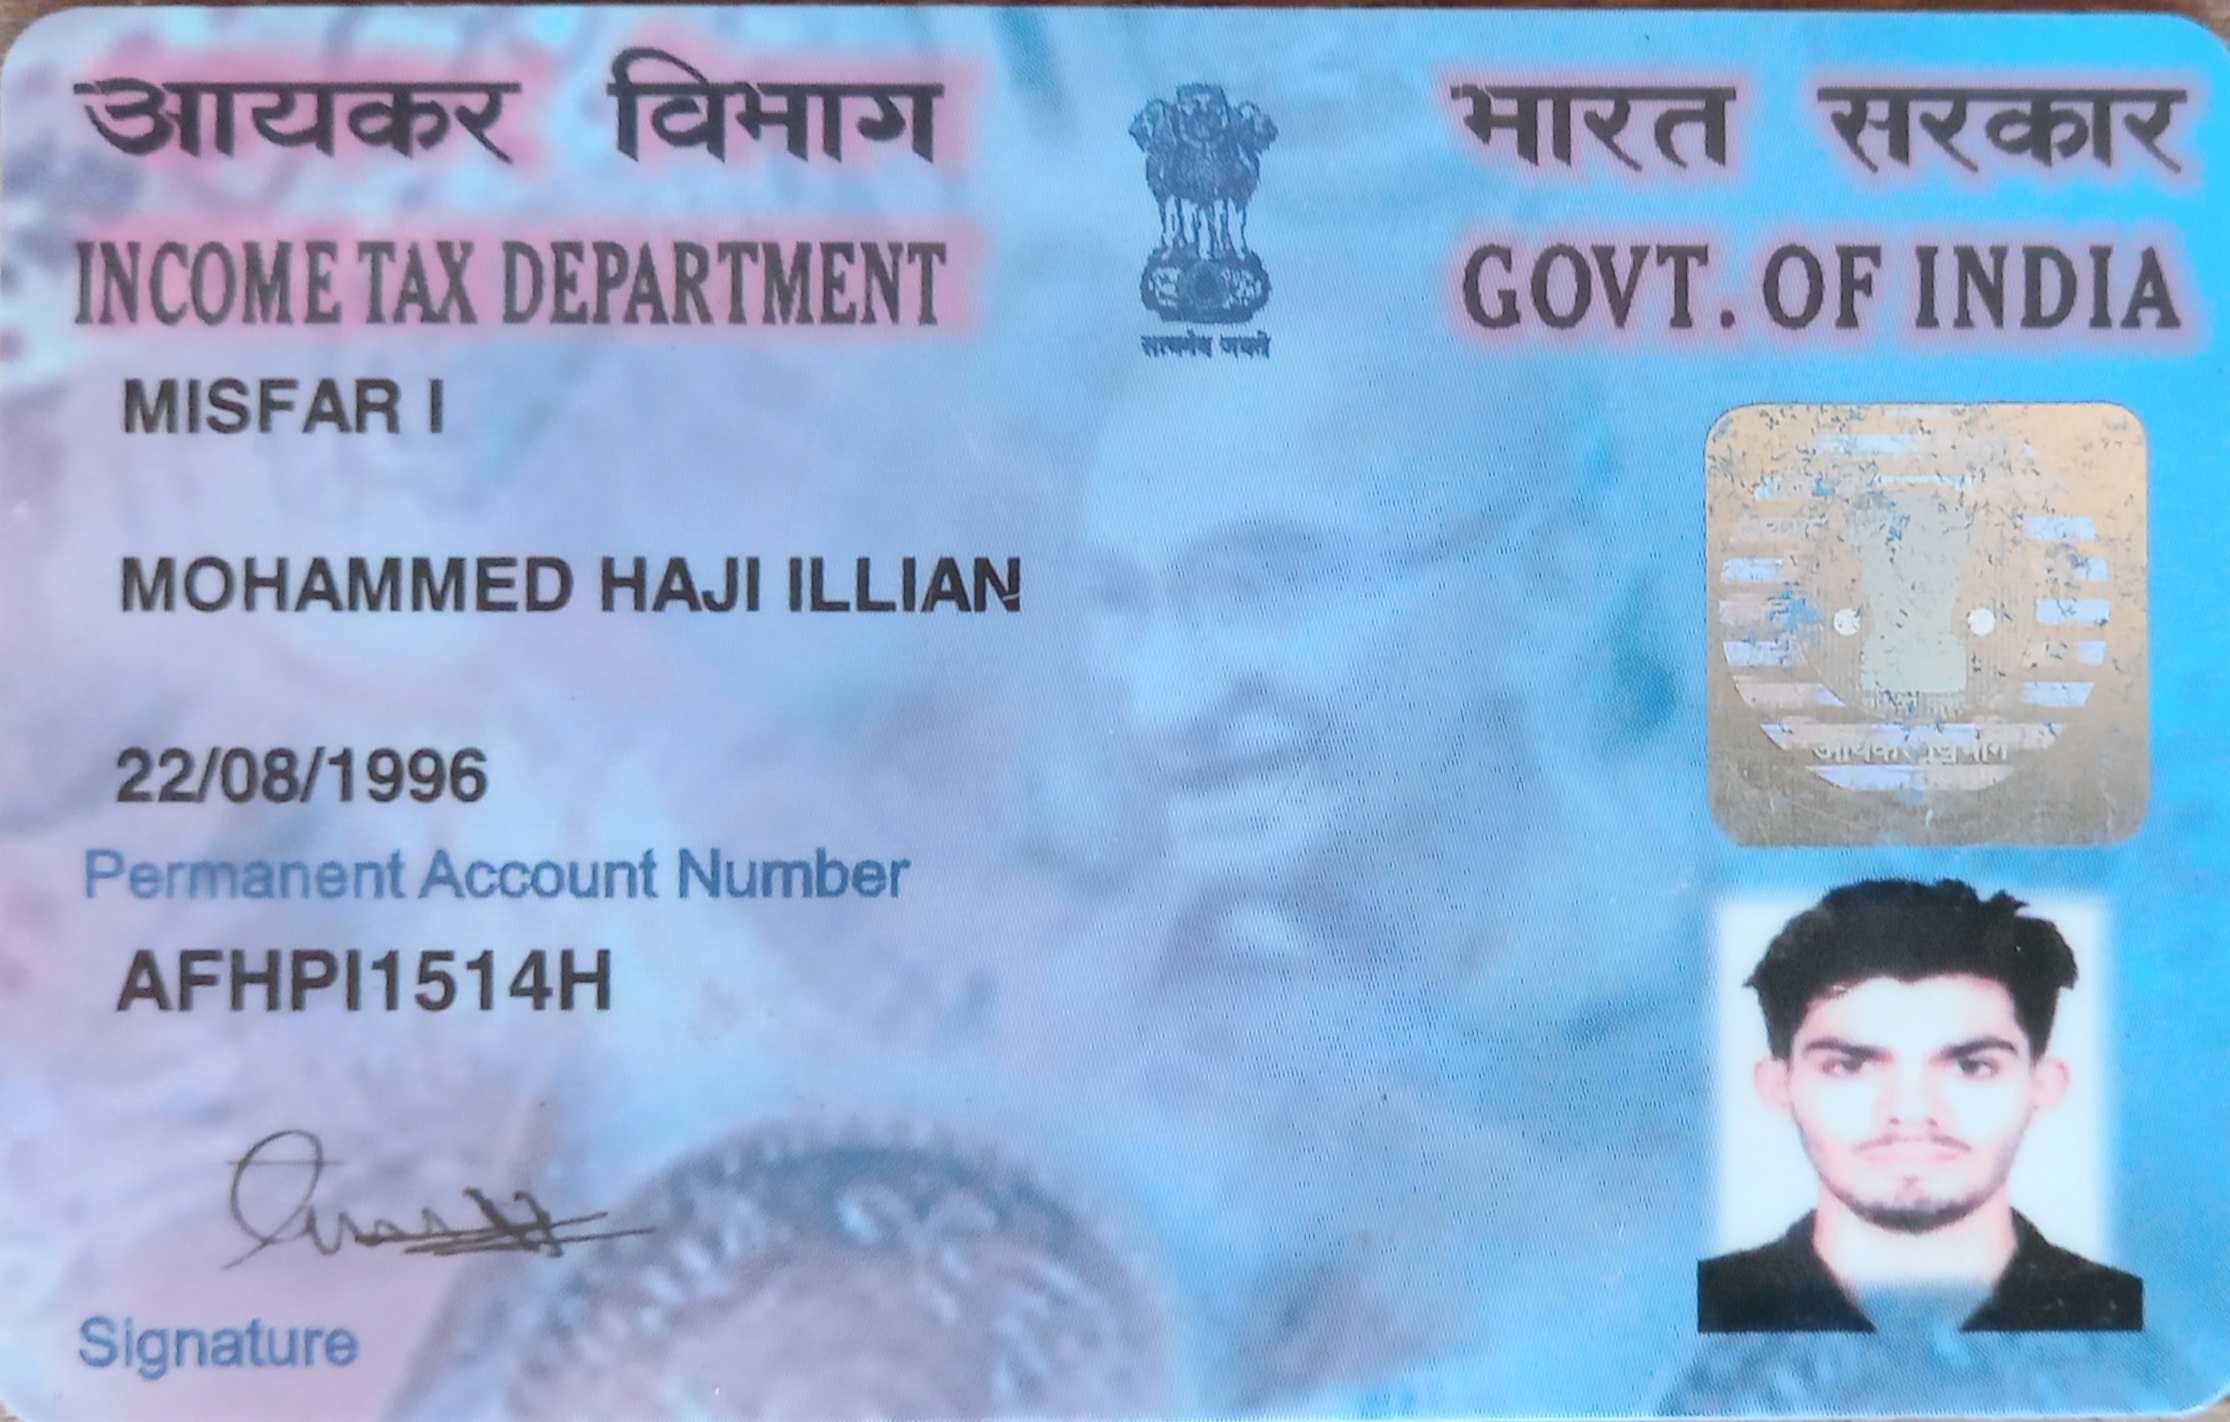 आयकर विभाग
INCOME TAX DEPARTMENT
सत्यमेव जयते
भारत सरकार
GOVT. OF INDIA
MISFAR I
MOHAMMED HAJI ILLIAN
22/08/1996
Permanent Account Number
AFHPI1514H
आयकर विभाग
Signature